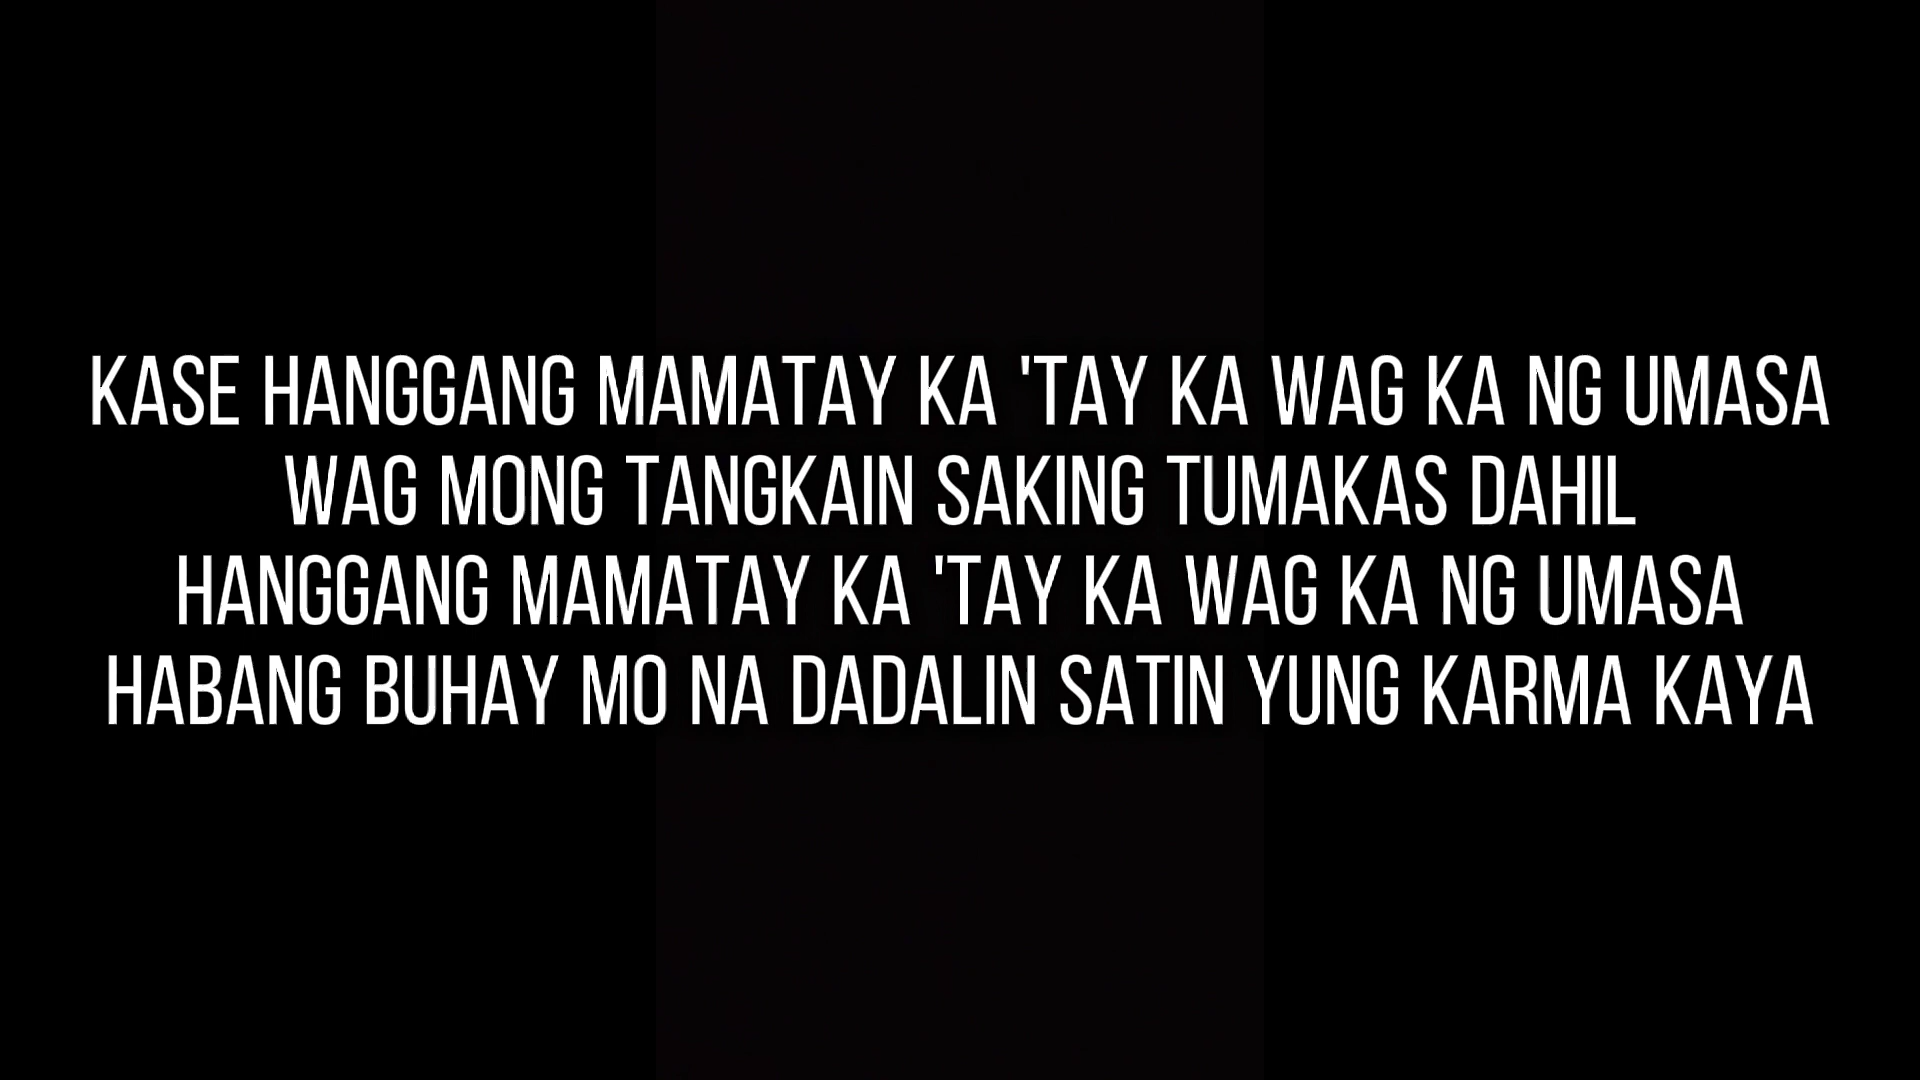 KASE HANGGANG MAMATAY KA 'TAY KA WAG KA NG UMASA
WAG MONG TANGKAIN SAKING TUMAKAS DAHIL
HANGGANG MAMATAY KA 'TAY KA WAG KA NG UMASA
HABANG BUHAY MO NA DADALIN SATIN YUNG KARMA KAYA